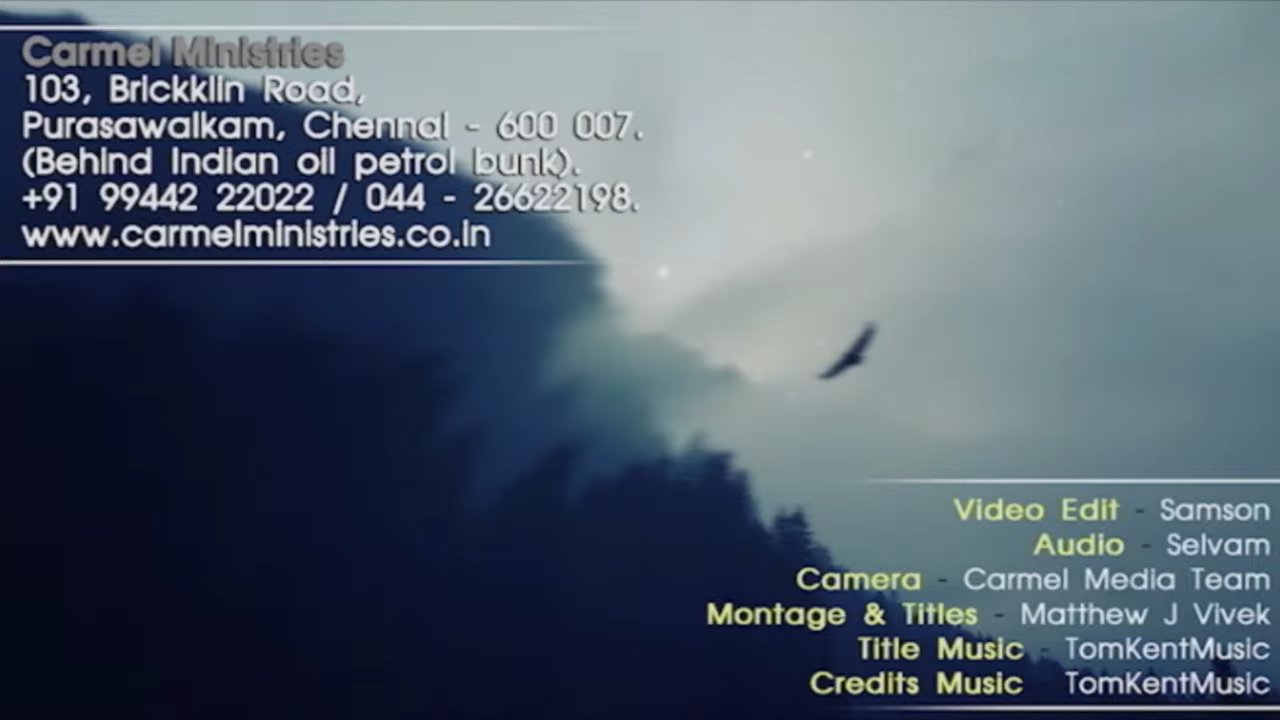 Carmel Ministries
103, Brickklin Road,
Purasawalkam, Chennai - 600 007.
(Behind Indian oil petrol bunk).
+91 99442 22022 / 044 - 26622198.
www.carmelministries.co.in
Video Edit - Samson
Audio - Selvam
Camera - Carmel Media Team
Montage & Titles - Matthew J Vivek
Title Music - TomKentMusic
Credits Music - TomKentMusic